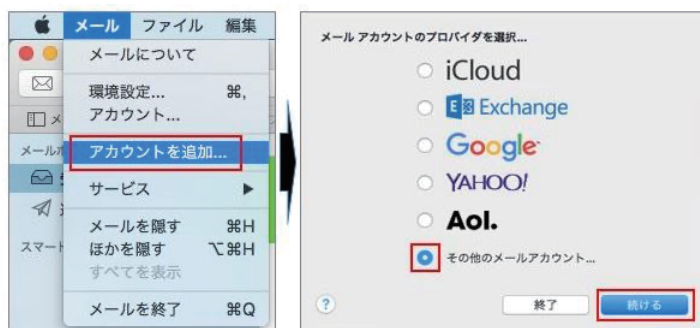 メール ファイル 編集
メールについて
環境設定... ⌘,
アカウント...
アカウントを追加...
サービス ▶
メールを隠す ⌘H
ほかを隠す ⌥⌘H
すべてを表示
メールを終了 ⌘Q
メール
スマート
メール アカウントのプロバイダを選択...
iCloud
E Exchange
Google
YAHOO!
Aol.
その他のメールアカウント...
? 終了 続ける